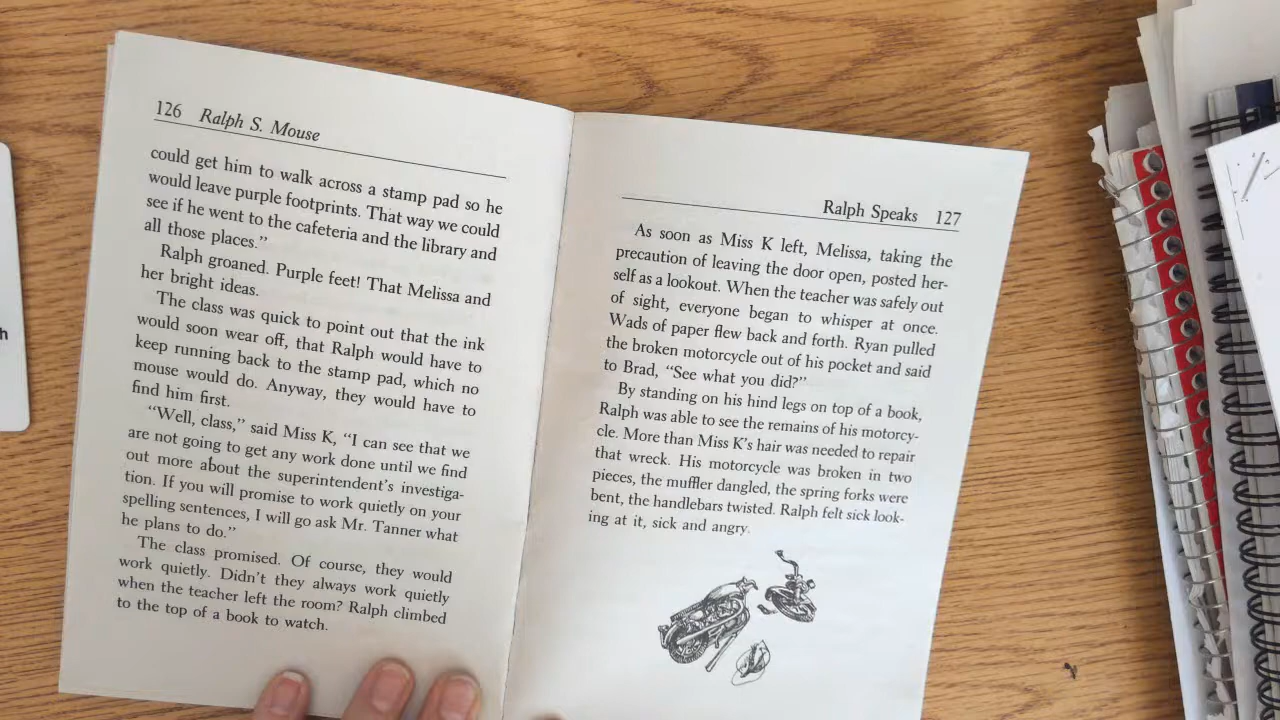 126 Ralph S. Mouse
could get him to walk across a stamp pad so he
would leave purple footprints. That way we could
see if he went to the cafeteria and the library and
all those places.”
Ralph groaned. Purple feet! That Melissa and
her bright ideas.
The class was quick to point out that the ink
would soon wear off, that Ralph would have to
keep running back to the stamp pad, which no
mouse would do. Anyway, they would have to
find him first.
“Well, class,” said Miss K, “I can see that we
are not going to get any work done until we find
out more about the superintendent’s investiga-
tion. If you will promise to work quietly on your
spelling sentences, I will go ask Mr. Tanner what
he plans to do.”
The class promised. Of course, they would
work quietly. Didn’t they always work quietly
when the teacher left the room? Ralph climbed
to the top of a book to watch.
Ralph Speaks 127
As soon as Miss K left, Melissa, taking the
precaution of leaving the door open, posted her-
self as a lookout. When the teacher was safely out
of sight, everyone began to whisper at once.
Wads of paper flew back and forth. Ryan pulled
the broken motorcycle out of his pocket and said
to Brad, “See what you did?”
By standing on his hind legs on top of a book,
Ralph was able to see the remains of his motorcy-
cle. More than Miss K’s hair was needed to repair
that wreck. His motorcycle was broken in two
pieces, the muffler dangled, the spring forks were
bent, the handlebars twisted. Ralph felt sick look-
ing at it, sick and angry.
h